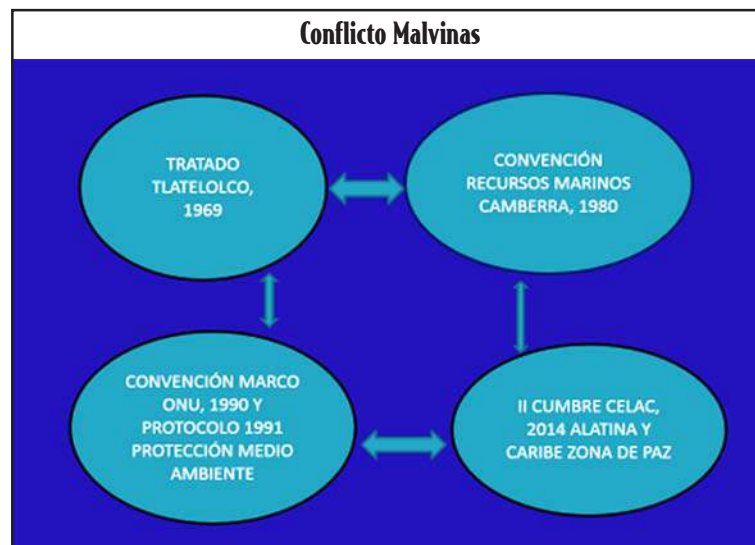 Conflicto Malvinas
TRATADO
TLATELOLCO,
1969
CONVENCIÓN
RECURSOS MARINOS
CAMBERRA, 1980
CONVENCIÓN MARCO
ONU, 1990 Y
PROTOCOLO 1991
PROTECCIÓN MEDIO
AMBIENTE
II CUMBRE CELAC,
2014 ALATINA Y
CARIBE ZONA DE PAZ